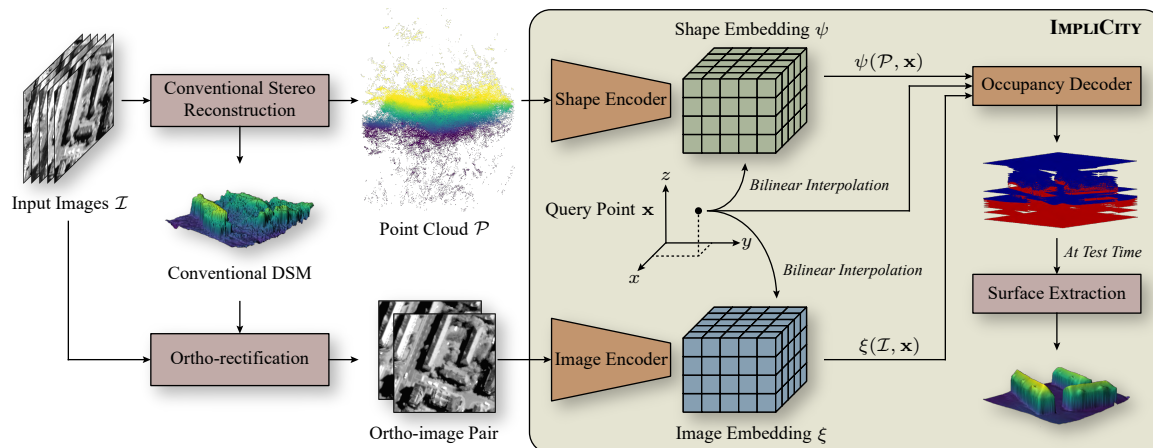 IMPLICITY
Shape Embedding ψ
Conventional Stereo
Reconstruction
Shape Encoder
ψ(P, x)
Occupancy Decoder
Input Images I
Point Cloud P
Conventional DSM
Query Point x
z
y
x
Bilinear Interpolation
Bilinear Interpolation
At Test Time
Surface Extraction
Ortho-rectification
Image Encoder
ξ(I, x)
Ortho-image Pair
Image Embedding ξ